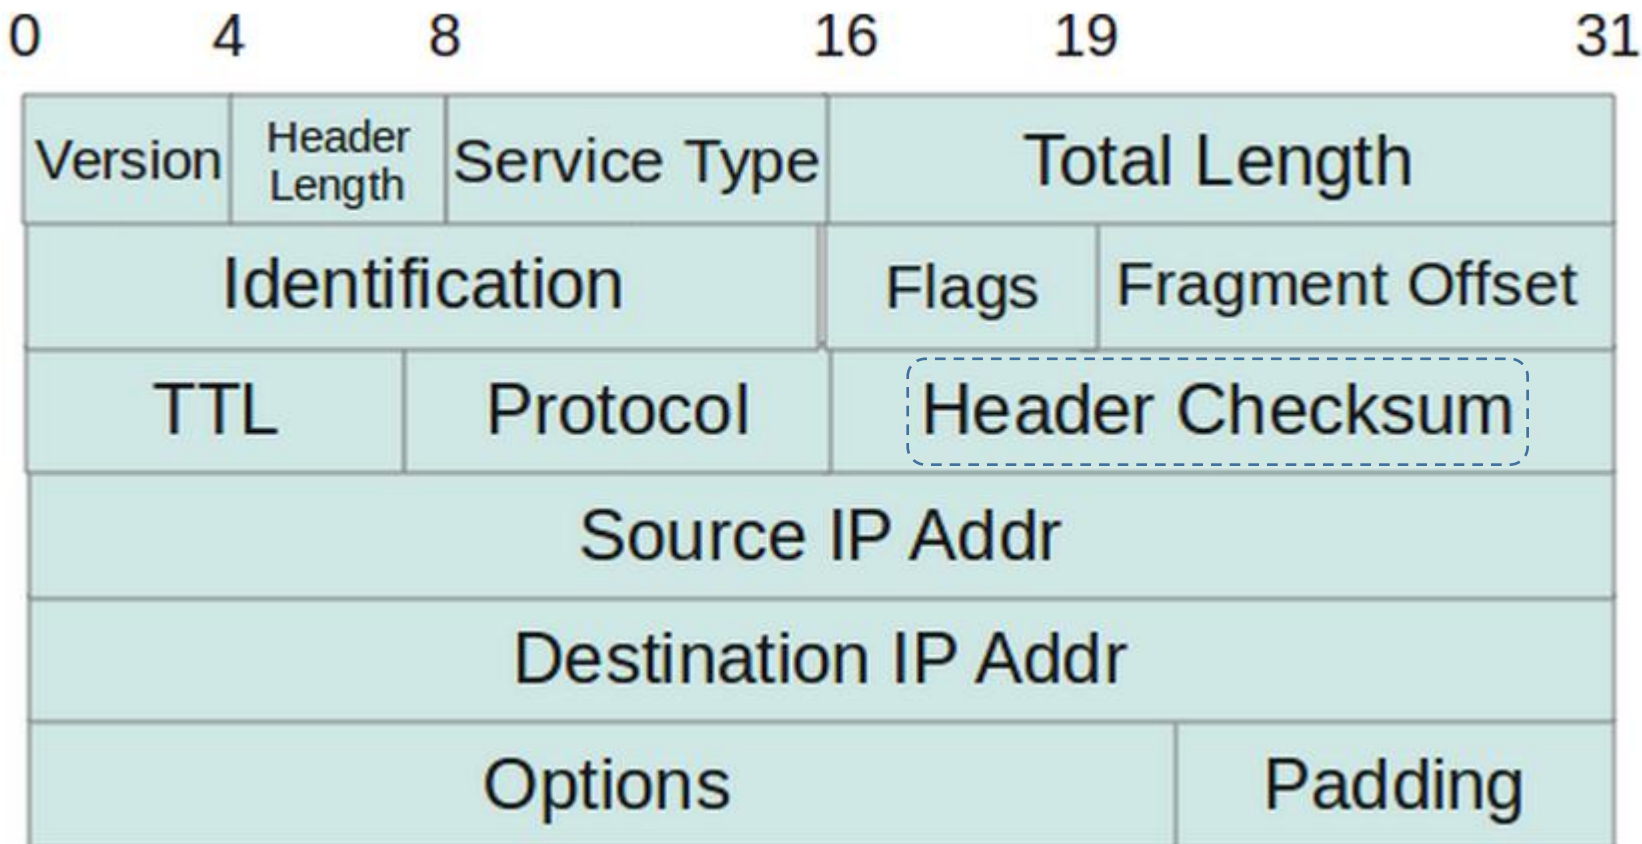 0 4 8 16 19 31
Version Header Length Service Type Total Length
Identification Flags Fragment Offset
TTL Protocol Header Checksum
Source IP Addr
Destination IP Addr
Options Padding